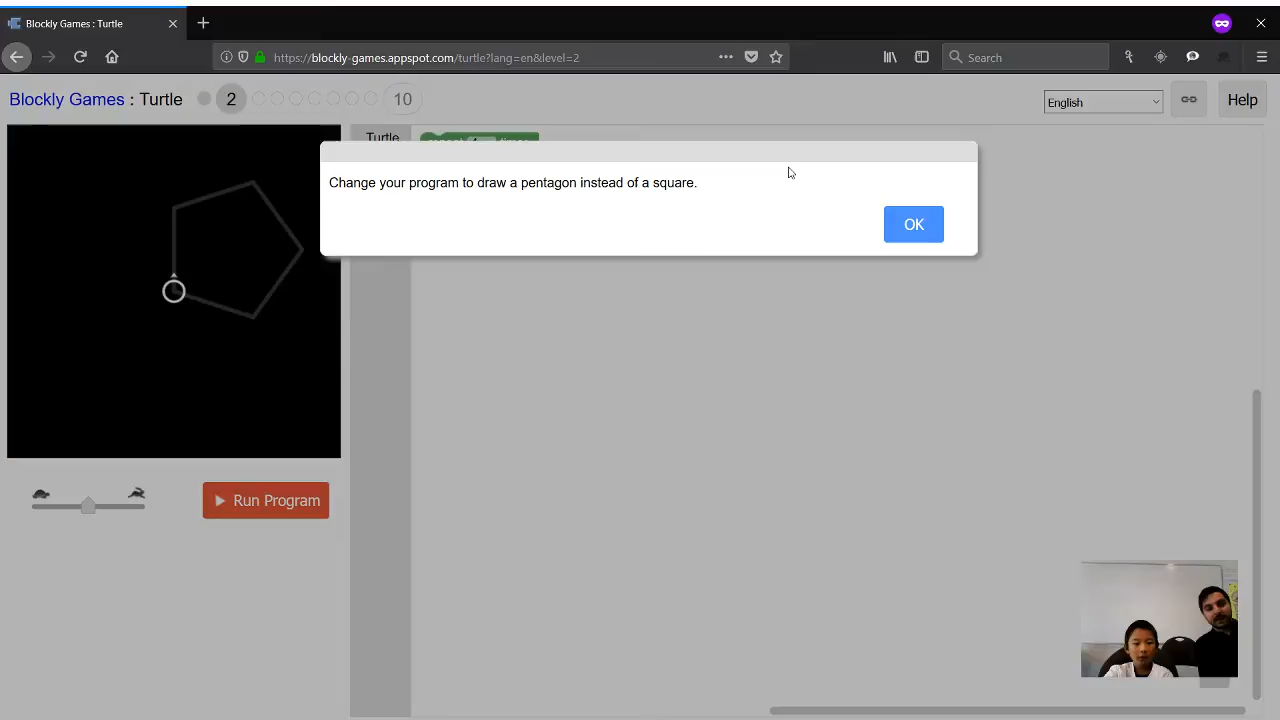 Blockly Games : Turtle
https://blockly-games.appspot.com/turtle?lang=en&level=2
Search
Blockly Games : Turtle
2
10
English
Help
Turtle
Change your program to draw a pentagon instead of a square.
OK
Run Program